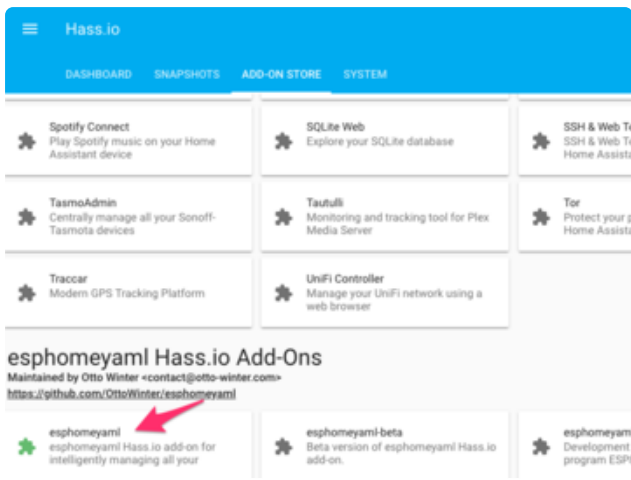 Hass.io
DASHBOARD SNAPSHOTS ADD-ON STORE SYSTEM
Spotify Connect
Play Spotify music on your Home
Assistant device
SQLite Web
Explore your SQLite database
SSH & Web Te
SSH & Web Te
Home Assista
TasmoAdmin
Centrally manage all your Sonoff-
Tasmota devices
Tautulli
Monitoring and tracking tool for Plex
Media Server
Tor
Protect your p
Home Assista
Traccar
Modern GPS Tracking Platform
UniFi Controller
Manage your UniFi network using a
web browser
esphomeyaml Hass.io Add-Ons
Maintained by Otto Winter <contact@otto-winter.com>
https://github.com/OttoWinter/esphomeyaml
esphomeyaml
esphomeyaml Hass.io add-on for
intelligently managing all your
esphomeyaml-beta
Beta version of esphomeyaml Hass.io
add-on.
esphomeyam
Development
program ESP